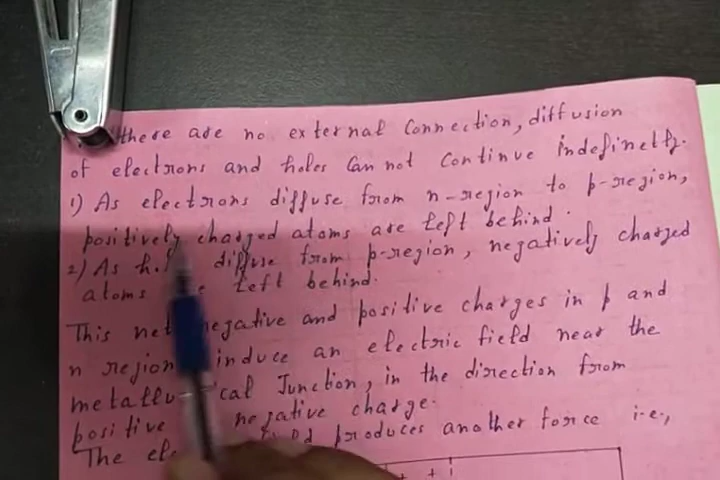 there are no external Connection, diffusion
of electrons and holes Can not Continue indefinetly.
1) As electrons diffuse from n-region to p-region,
positively charged atoms are left behind.
2) As diffuse from p-region, negatively charged
atoms left behind.
This net negative and positive charges in p and
n region induce an electric field near the
Junction, in the direction from
positive negative charge.
The produces another force i.e.,
+